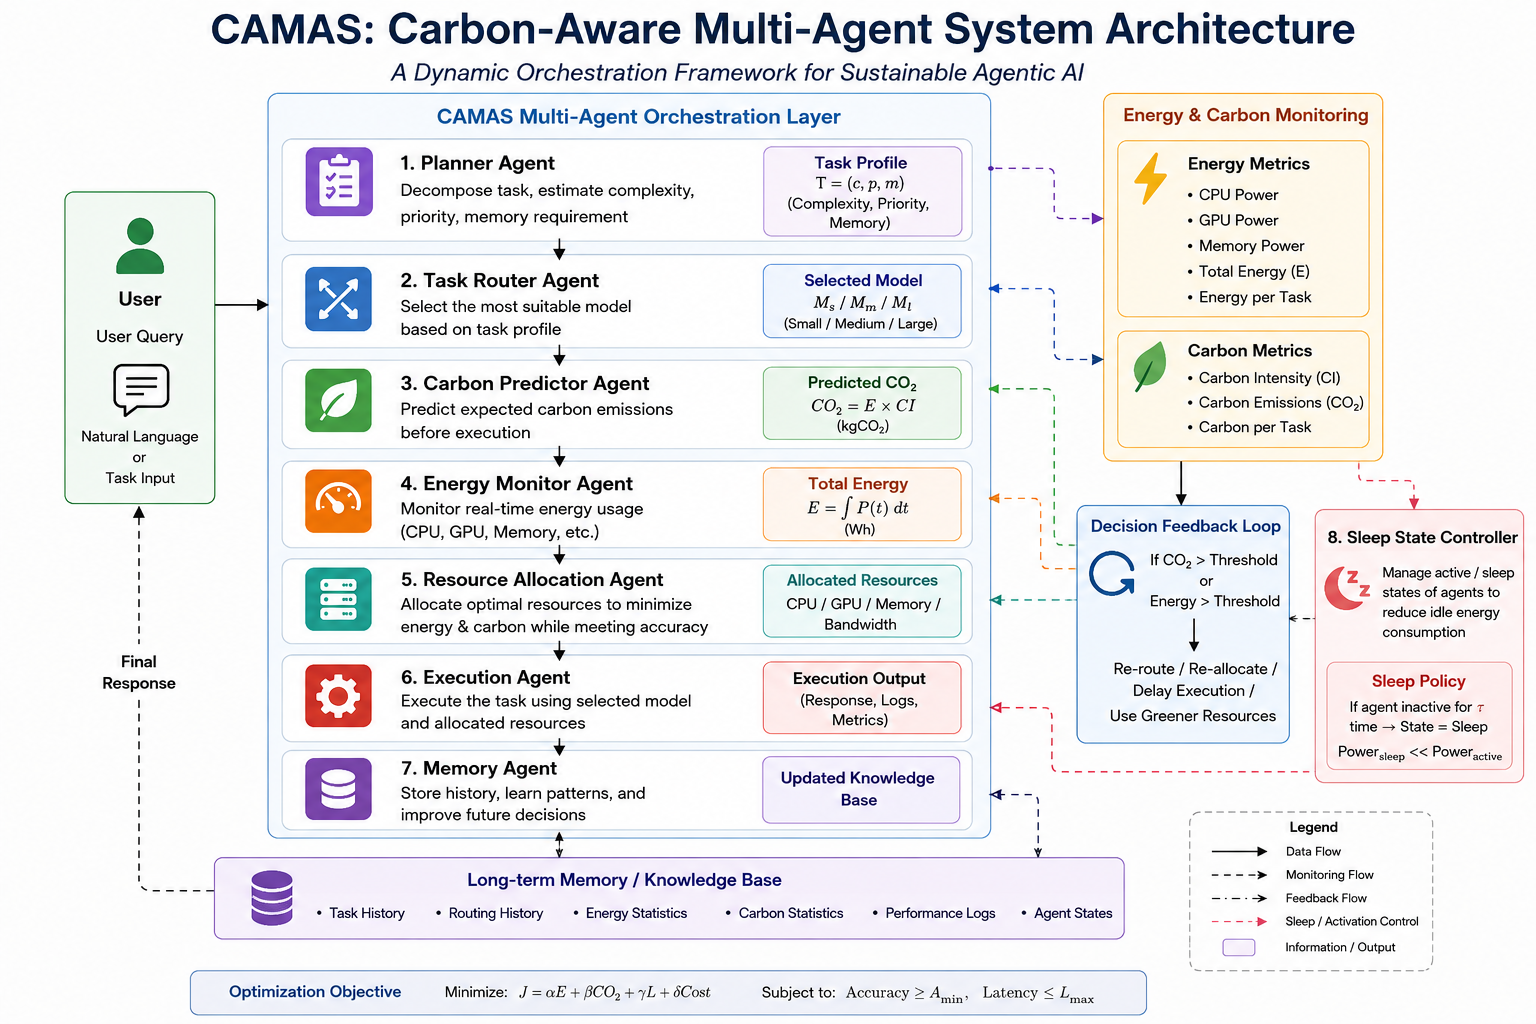 CAMAS: Carbon-Aware Multi-Agent System Architecture
A Dynamic Orchestration Framework for Sustainable Agentic AI
User
User Query
Natural Language
or
Task Input
Final
Response
CAMAS Multi-Agent Orchestration Layer
1. Planner Agent
Decompose task, estimate complexity,
priority, memory requirement
Task Profile
T = (c, p, m)
(Complexity, Priority,
Memory)
2. Task Router Agent
Select the most suitable model
based on task profile
Selected Model
M_s / M_m / M_l
(Small / Medium / Large)
3. Carbon Predictor Agent
Predict expected carbon emissions
before execution
Predicted CO₂
CO₂ = E × CI
(kgCO₂)
4. Energy Monitor Agent
Monitor real-time energy usage
(CPU, GPU, Memory, etc.)
Total Energy
E = ∫ P(t) dt
(Wh)
5. Resource Allocation Agent
Allocate optimal resources to minimize
energy & carbon while meeting accuracy
Allocated Resources
CPU / GPU / Memory /
Bandwidth
6. Execution Agent
Execute the task using selected model
and allocated resources
Execution Output
(Response, Logs,
Metrics)
7. Memory Agent
Store history, learn patterns, and
improve future decisions
Updated Knowledge
Base
Energy & Carbon Monitoring
Energy Metrics
• CPU Power
• GPU Power
• Memory Power
• Total Energy (E)
• Energy per Task
Carbon Metrics
• Carbon Intensity (CI)
• Carbon Emissions (CO₂)
• Carbon per Task
Decision Feedback Loop
If CO₂ > Threshold
or
Energy > Threshold
Re-route / Re-allocate /
Delay Execution /
Use Greener Resources
8. Sleep State Controller
Manage active / sleep
states of agents to
reduce idle energy
consumption
Sleep Policy
If agent inactive for τ
time → State = Sleep
Power_sleep << Power_active
Long-term Memory / Knowledge Base
• Task History • Routing History • Energy Statistics • Carbon Statistics • Performance Logs • Agent States
Legend
Data Flow
Monitoring Flow
Feedback Flow
Sleep / Activation Control
Information / Output
Optimization Objective Minimize: J = αE + βCO₂ + γL + δCost Subject to: Accuracy ≥ A_min, Latency ≤ L_max